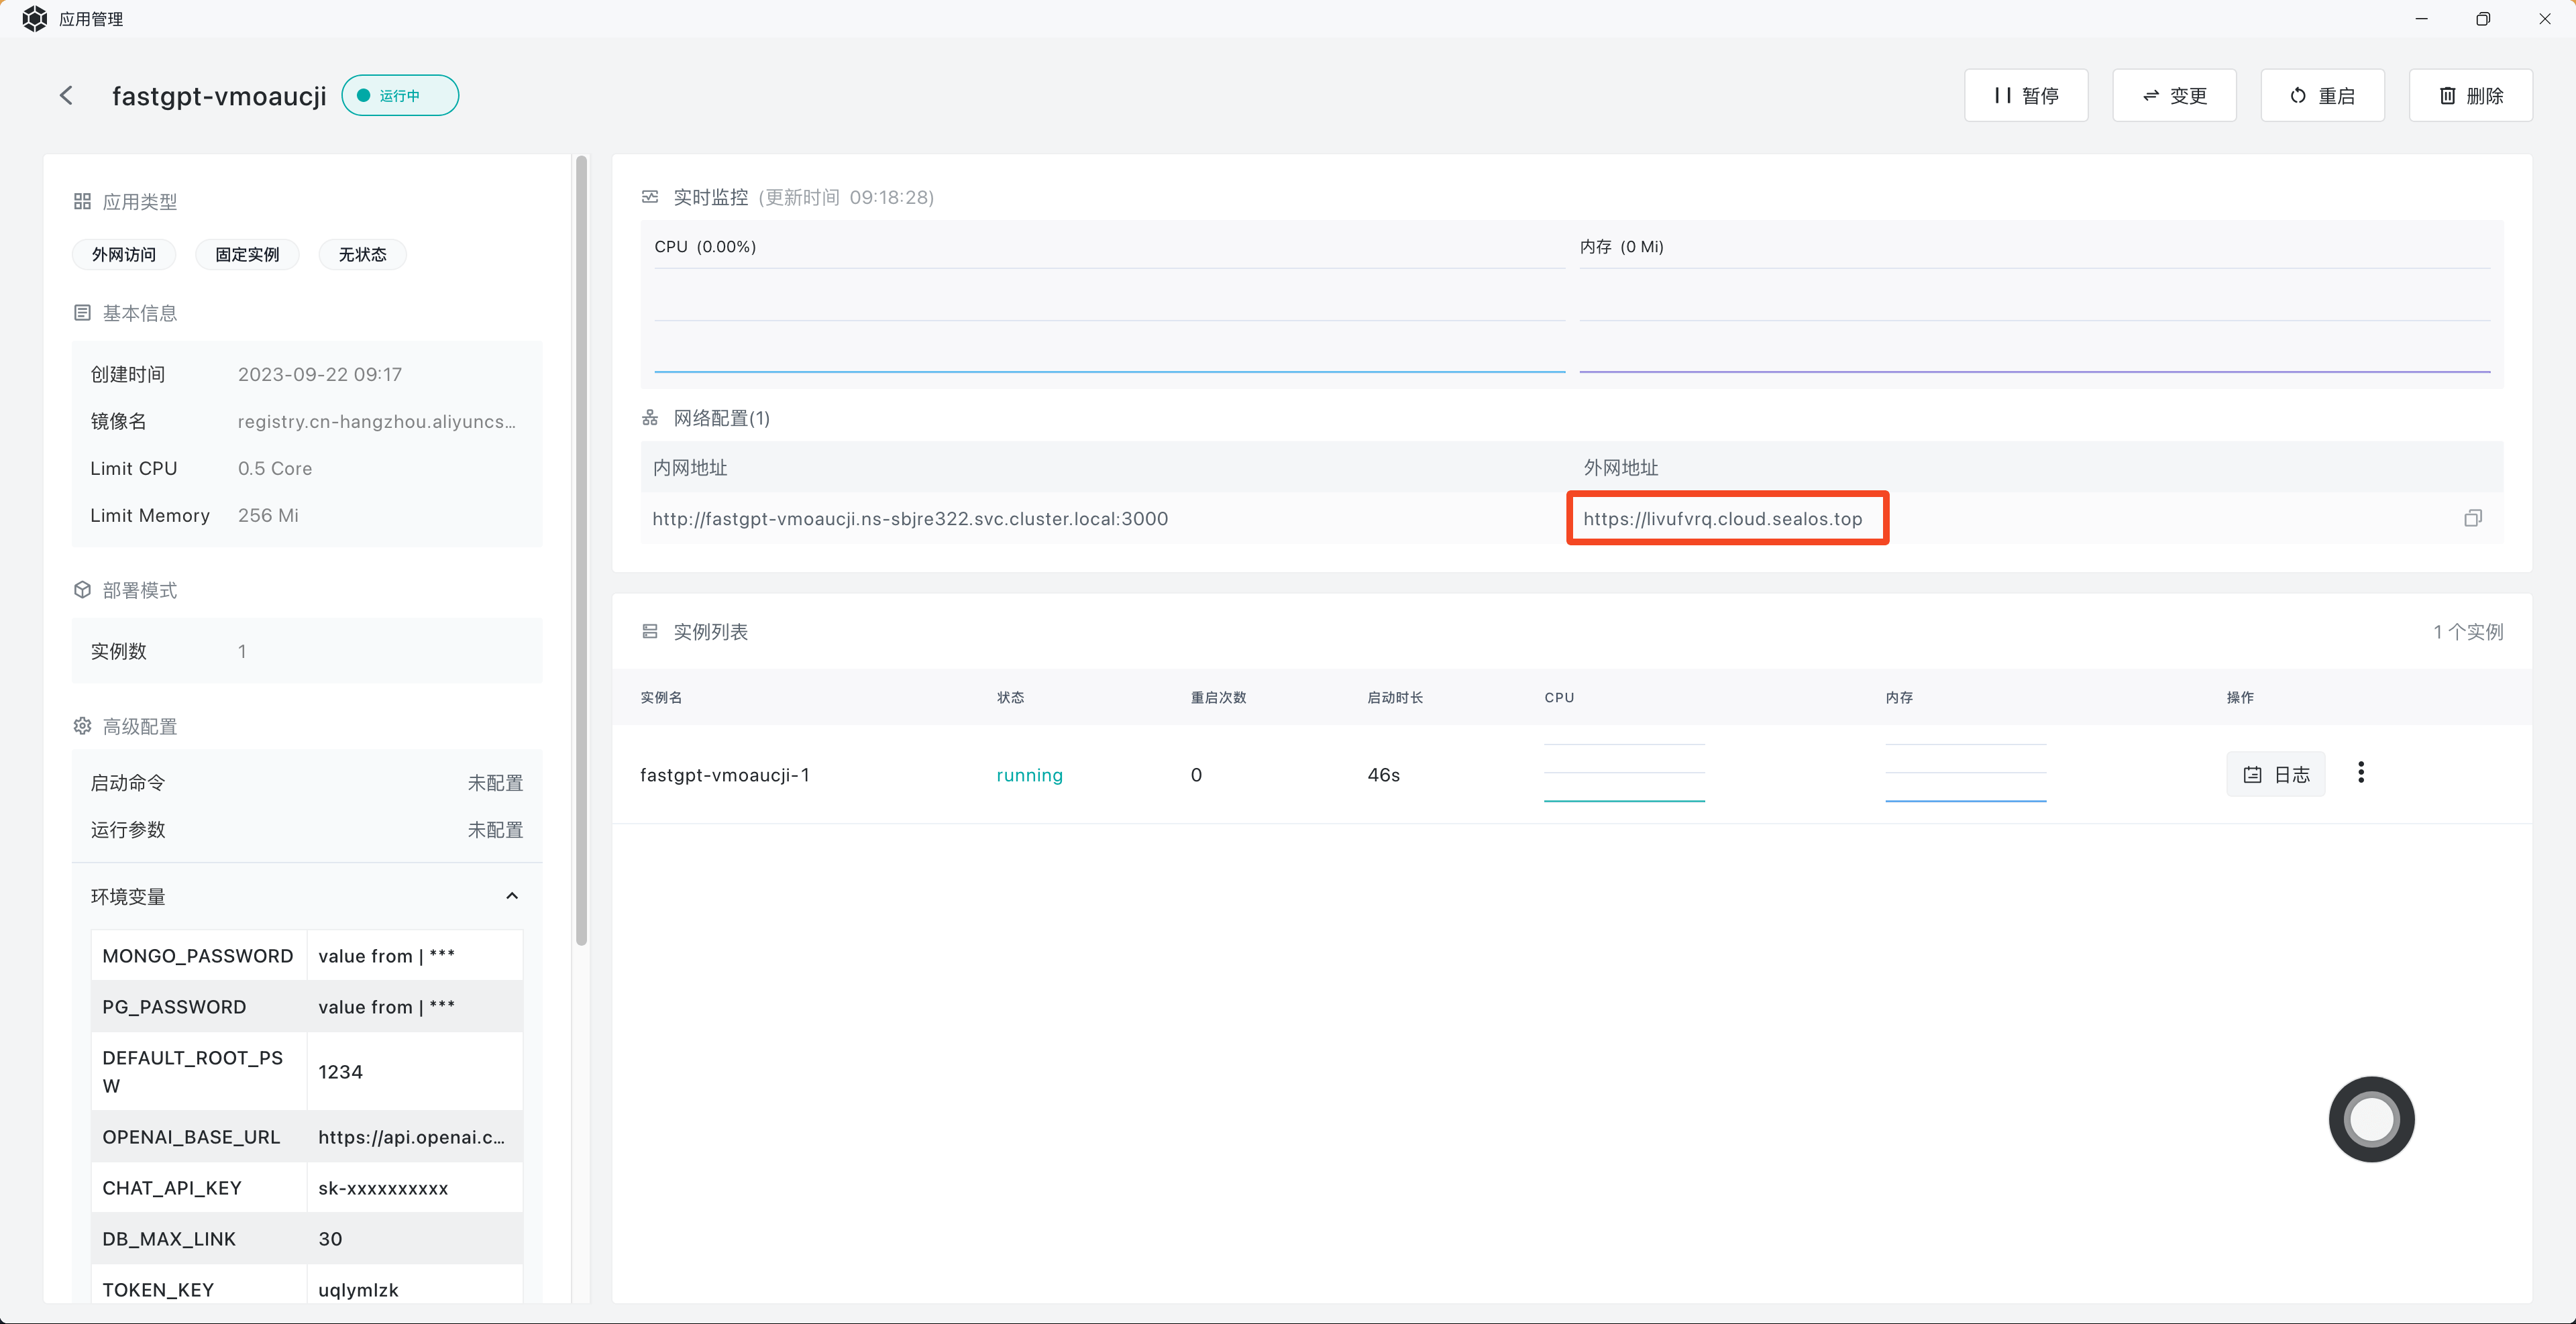 应用管理
fastgpt-vmoaucji
运行中
暂停
变更
重启
删除
应用类型
外网访问
固定实例
无状态
基本信息
创建时间 2023-09-22 09:17
镜像名 registry.cn-hangzhou.aliyuncs...
Limit CPU 0.5 Core
Limit Memory 256 Mi
部署模式
实例数 1
高级配置
启动命令 未配置
运行参数 未配置
环境变量
MONGO_PASSWORD value from | ***
PG_PASSWORD value from | ***
DEFAULT_ROOT_PS
W
1234
OPENAI_BASE_URL https://api.openai.c...
CHAT_API_KEY sk-xxxxxxxxxx
DB_MAX_LINK 30
TOKEN_KEY uqlymlzk
实时监控 (更新时间 09:18:28)
CPU (0.00%)
内存 (0 Mi)
网络配置(1)
内网地址 外网地址
http://fastgpt-vmoaucji.ns-sbjre322.svc.cluster.local:3000 https://livufvrq.cloud.sealos.top
实例列表
1 个实例
实例名 状态 重启次数 启动时长 CPU 内存 操作
fastgpt-vmoaucji-1 running 0 46s 日志